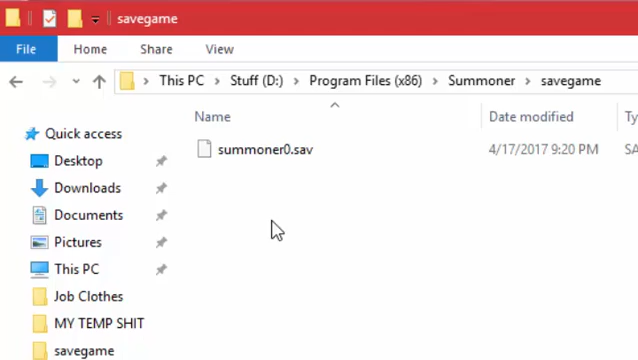 savegame
File Home Share View
This PC Stuff (D:) Program Files (x86) Summoner savegame
Name Date modified Ty
Quick access
summoner0.sav 4/17/2017 9:20 PM SA
Desktop
Downloads
Documents
Pictures
This PC
Job Clothes
MY TEMP SHIT
savegame